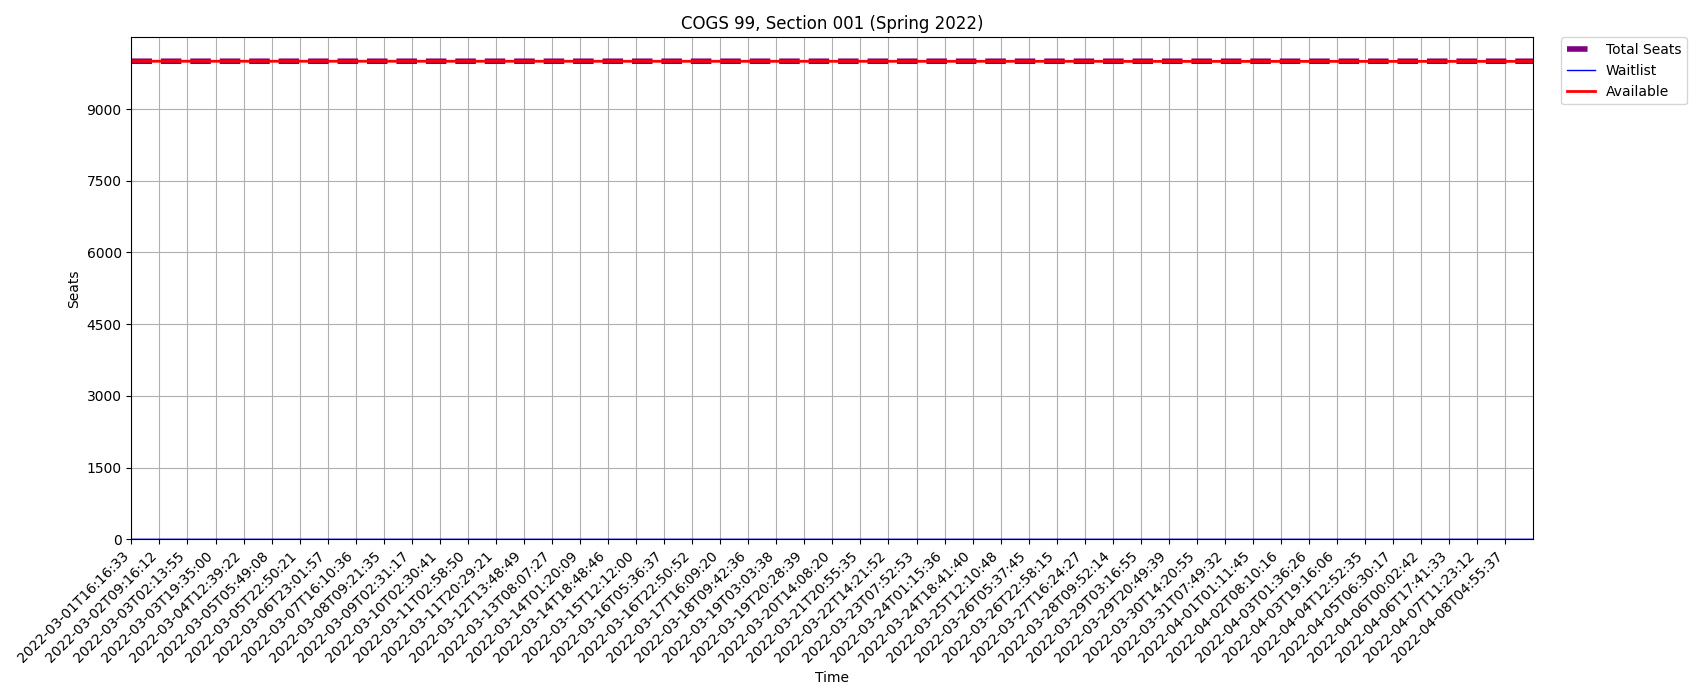 COGS 99, Section 001 (Spring 2022)
Total Seats
Waitlist
Available
9000
7500
6000
4500
3000
1500
0
Seats
2022-03-01T16:16:33
2022-03-02T09:16:12
2022-03-03T02:13:55
2022-03-03T19:35:00
2022-03-04T12:39:22
2022-03-05T05:49:08
2022-03-05T22:50:21
2022-03-06T23:01:57
2022-03-07T16:10:36
2022-03-08T09:21:35
2022-03-09T02:31:17
2022-03-10T02:30:41
2022-03-11T02:58:50
2022-03-11T20:29:21
2022-03-12T13:48:49
2022-03-13T08:07:27
2022-03-14T01:20:09
2022-03-14T18:48:46
2022-03-15T12:12:00
2022-03-16T05:36:37
2022-03-16T22:50:52
2022-03-17T16:09:20
2022-03-18T09:42:36
2022-03-19T03:03:38
2022-03-19T20:28:39
2022-03-20T14:08:20
2022-03-21T20:55:35
2022-03-22T14:21:52
2022-03-23T07:52:53
2022-03-24T01:15:36
2022-03-24T18:41:40
2022-03-25T12:10:48
2022-03-26T05:37:45
2022-03-26T22:58:15
2022-03-27T16:24:27
2022-03-28T09:52:14
2022-03-29T03:16:55
2022-03-29T20:49:39
2022-03-30T14:20:55
2022-03-31T07:49:32
2022-04-01T01:11:45
2022-04-02T08:10:16
2022-04-03T01:36:26
2022-04-03T19:16:06
2022-04-04T12:52:35
2022-04-05T06:30:17
2022-04-06T00:02:42
2022-04-06T17:41:33
2022-04-07T11:23:12
2022-04-08T04:55:37
Time